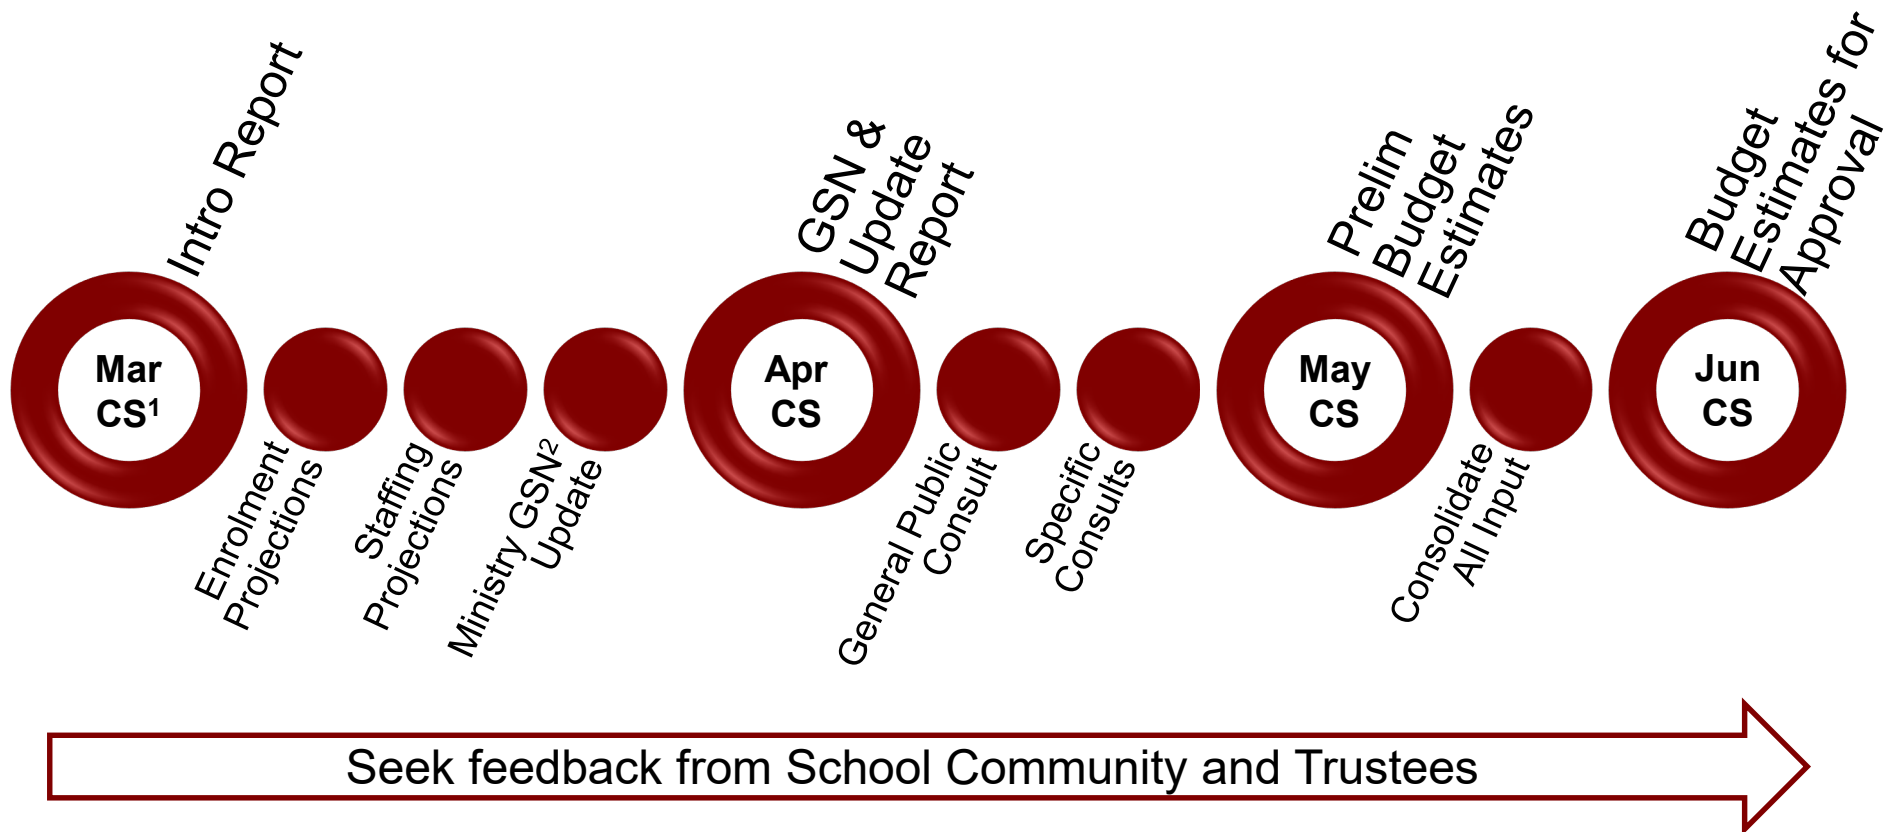 Intro Report
Mar
CS¹
Enrolment
Projections
Staffing
Projections
Ministry GSN²
Update
GSN &
Update
Report
Apr
CS
General Public
Consult
Specific
Consults
Prelim
Budget
Estimates
May
CS
Consolidate
All Input
Budget
Estimates for
Approval
Jun
CS
Seek feedback from School Community and Trustees